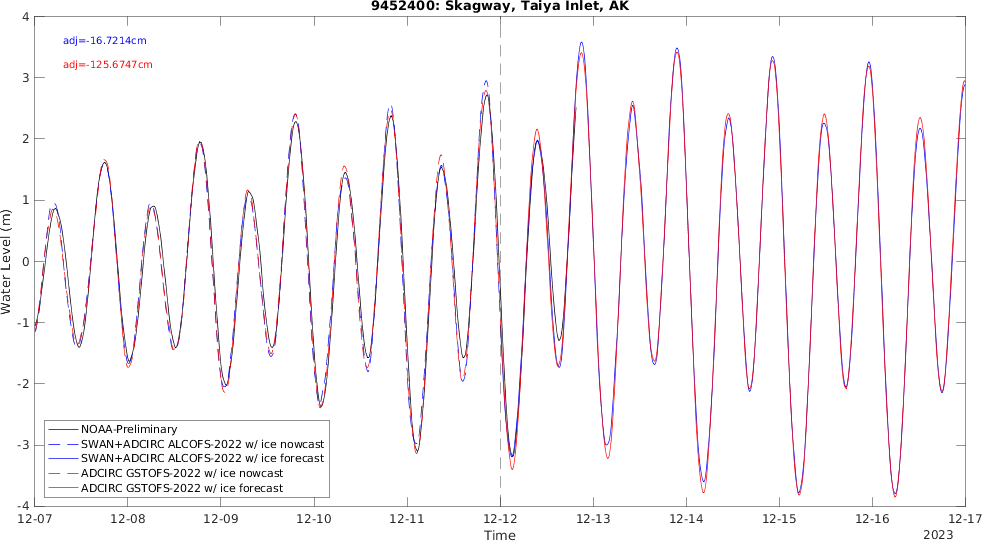 9452400: Skagway, Taiya Inlet, AK
adj=-16.7214cm
adj=-125.6747cm
Water Level (m)
4
3
2
1
0
-1
-2
-3
-4
NOAA-Preliminary
SWAN+ADCIRC ALCOFS-2022 w/ ice nowcast
SWAN+ADCIRC ALCOFS-2022 w/ ice forecast
ADCIRC GSTOFS-2022 w/ ice nowcast
ADCIRC GSTOFS-2022 w/ ice forecast
12-07 12-08 12-09 12-10 12-11 12-12 12-13 12-14 12-15 12-16 12-17
Time
2023